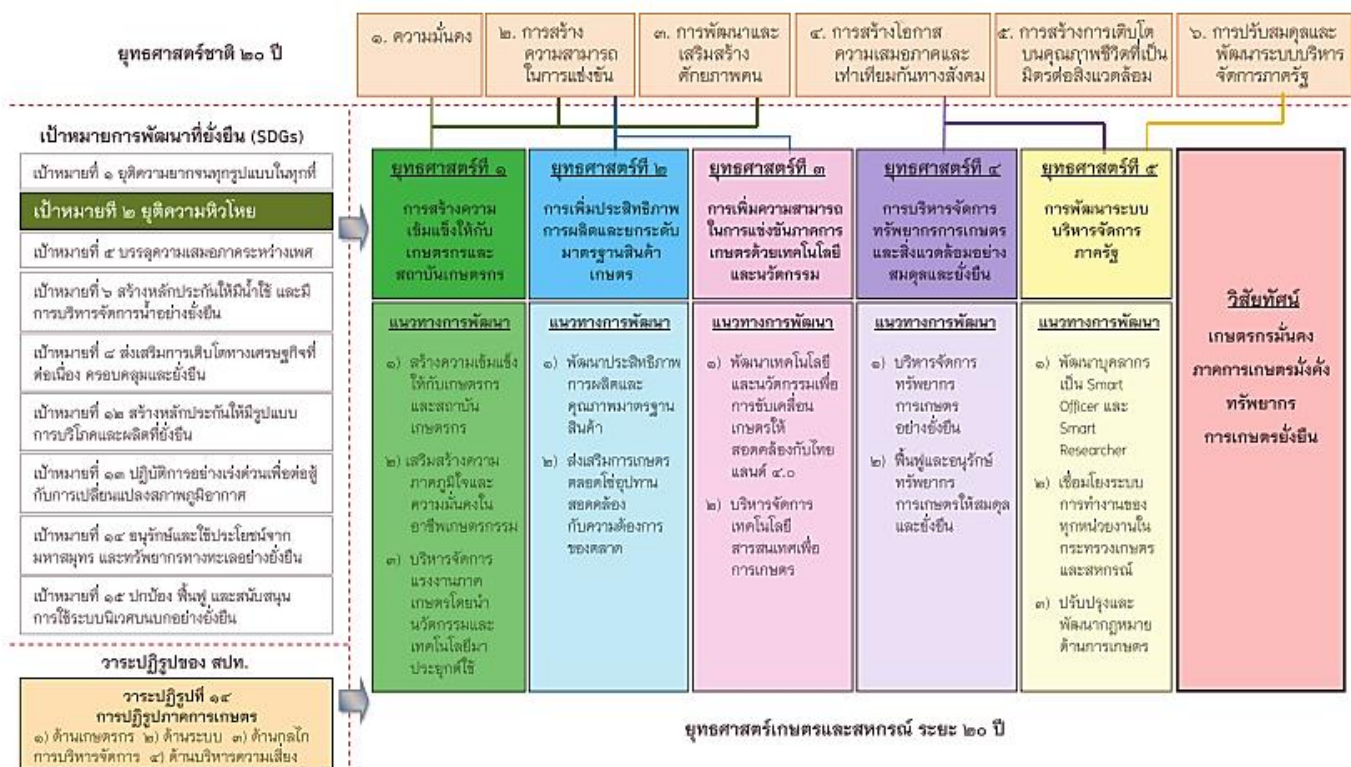 ยุทธศาสตร์ชาติ ๒๐ ปี
๑. ความมั่นคง
๒. การสร้าง
ความสามารถ
ในการแข่งขัน
๓. การพัฒนาและ
เสริมสร้าง
ศักยภาพคน
๔. การสร้างโอกาส
ความเสมอภาคและ
เท่าเทียมกันทางสังคม
๕. การสร้างการเติบโต
บนคุณภาพชีวิตที่เป็น
มิตรต่อสิ่งแวดล้อม
๖. การปรับสมดุลและ
พัฒนาระบบบริหาร
จัดการภาครัฐ
เป้าหมายการพัฒนาที่ยั่งยืน (SDGs)
เป้าหมายที่ ๑ ยุติความยากจนทุกรูปแบบในทุกที่
เป้าหมายที่ ๒ ยุติความหิวโหย
เป้าหมายที่ ๕ บรรลุความเสมอภาคระหว่างเพศ
เป้าหมายที่ ๖ สร้างหลักประกันให้มีน้ำใช้ และมี
การบริหารจัดการน้ำอย่างยั่งยืน
เป้าหมายที่ ๘ ส่งเสริมการเติบโตทางเศรษฐกิจที่
ต่อเนื่อง ครอบคลุมและยั่งยืน
เป้าหมายที่ ๑๒ สร้างหลักประกันให้มีรูปแบบ
การบริโภคและผลิตที่ยั่งยืน
เป้าหมายที่ ๑๓ ปฏิบัติการอย่างเร่งด่วนเพื่อต่อสู้
กับการเปลี่ยนแปลงสภาพภูมิอากาศ
เป้าหมายที่ ๑๔ อนุรักษ์และใช้ประโยชน์จาก
มหาสมุทร และทรัพยากรทางทะเลอย่างยั่งยืน
เป้าหมายที่ ๑๕ ปกป้อง ฟื้นฟู และสนับสนุน
การใช้ระบบนิเวศบนบกอย่างยั่งยืน
วาระปฏิรูปของ สปท.
วาระปฏิรูปที่ ๑๔
การปฏิรูปภาคการเกษตร
๑) ด้านเกษตรกร ๒) ด้านระบบ ๓) ด้านกลไก
การบริหารจัดการ ๔) ด้านบริหารความเสี่ยง
ยุทธศาสตร์ที่ ๑
การสร้างความ
เข้มแข็งให้กับ
เกษตรกรและ
สถาบันเกษตรกร
แนวทางการพัฒนา
๑) สร้างความเข้มแข็ง
ให้กับเกษตรกร
และสถาบัน
เกษตรกร
๒) เสริมสร้างความ
ภาคภูมิใจและ
ความมั่นคงใน
อาชีพเกษตรกรรม
๓) บริหารจัดการ
แรงงานภาค
เกษตรโดยนำ
นวัตกรรมและ
เทคโนโลยีมา
ประยุกต์ใช้
ยุทธศาสตร์ที่ ๒
การเพิ่มประสิทธิภาพ
การผลิตและยกระดับ
มาตรฐานสินค้า
เกษตร
แนวทางการพัฒนา
๑) พัฒนาประสิทธิภาพ
การผลิตและ
คุณภาพมาตรฐาน
สินค้า
๒) ส่งเสริมการเกษตร
ตลอดโซ่อุปทาน
สอดคล้อง
กับความต้องการ
ของตลาด
ยุทธศาสตร์ที่ ๓
การเพิ่มความสามารถ
ในการแข่งขันภาคการ
เกษตรด้วยเทคโนโลยี
และนวัตกรรม
แนวทางการพัฒนา
๑) พัฒนาเทคโนโลยี
และนวัตกรรมเพื่อ
การขับเคลื่อน
เกษตรให้
สอดคล้องกับไทย
แลนด์ ๔.๐
๒) บริหารจัดการ
เทคโนโลยี
สารสนเทศเพื่อ
การเกษตร
ยุทธศาสตร์ที่ ๔
การบริหารจัดการ
ทรัพยากรการเกษตร
และสิ่งแวดล้อมอย่าง
สมดุลและยั่งยืน
แนวทางการพัฒนา
๑) บริหารจัดการ
ทรัพยากร
การเกษตร
อย่างยั่งยืน
๒) ฟื้นฟูและอนุรักษ์
ทรัพยากร
การเกษตรให้สมดุล
และยั่งยืน
ยุทธศาสตร์ที่ ๕
การพัฒนาระบบ
บริหารจัดการ
ภาครัฐ
แนวทางการพัฒนา
๑) พัฒนาบุคลากร
เป็น Smart
Officer และ
Smart
Researcher
๒) เชื่อมโยงระบบ
การทำงานของ
ทุกหน่วยงานใน
กระทรวงเกษตร
และสหกรณ์
๓) ปรับปรุงและ
พัฒนากฎหมาย
ด้านการเกษตร
วิสัยทัศน์
เกษตรกรมั่นคง
ภาคการเกษตรมั่งคั่ง
ทรัพยากร
การเกษตรยั่งยืน
ยุทธศาสตร์เกษตรและสหกรณ์ ระยะ ๒๐ ปี